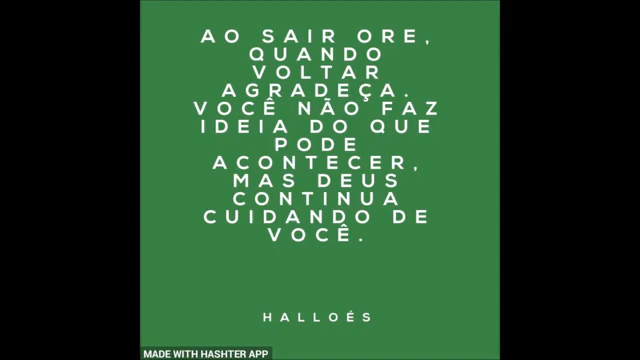 AO SAIR ORE,
QUANDO
VOLTAR
AGRADEÇA.
VOCÊ NÃO FAZ
IDEIA DO QUE
PODE
ACONTECER,
MAS DEUS
CONTINUA
CUIDANDO DE
VOCÊ.
HALLOÉS
MADE WITH HASHTER APP